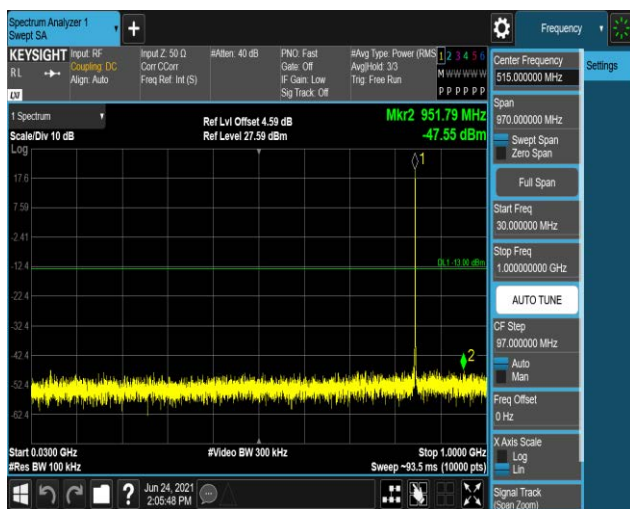 Spectrum Analyzer 1
Swept SA
+
Frequency
KEYSIGHT
RL
LXI
Input: RF
Coupling: DC
Align: Auto
Input Z: 50 Ω
Corr CCorr
Freq Ref: Int (S)
#Atten: 40 dB
PNO: Fast
Gate: Off
IF Gain: Low
Sig Track: Off
#Avg Type: Power (RMS
Avg|Hold: 3/3
Trig: Free Run
1 2 3 4 5 6
M W W W W W
P P P P P P
1 Spectrum
Scale/Div 10 dB
Log
Ref Lvl Offset 4.59 dB
Ref Level 27.59 dBm
Mkr2 951.79 MHz
-47.55 dBm
1
17.6
7.59
-2.41
-12.4
DL1 -13.00 dBm
-22.4
-32.4
-42.4
2
-52.4
-62.4
Start 0.0300 GHz
#Res BW 100 kHz
#Video BW 300 kHz
Stop 1.0000 GHz
Sweep ~93.5 ms (10000 pts)
?
Jun 24, 2021
2:05:48 PM
Center Frequency
515.000000 MHz
Settings
Span
970.000000 MHz
Swept Span
Zero Span
Full Span
Start Freq
30.000000 MHz
Stop Freq
1.000000000 GHz
AUTO TUNE
CF Step
97.000000 MHz
Auto
Man
Freq Offset
0 Hz
X Axis Scale
Log
Lin
Signal Track
(Span Zoom)